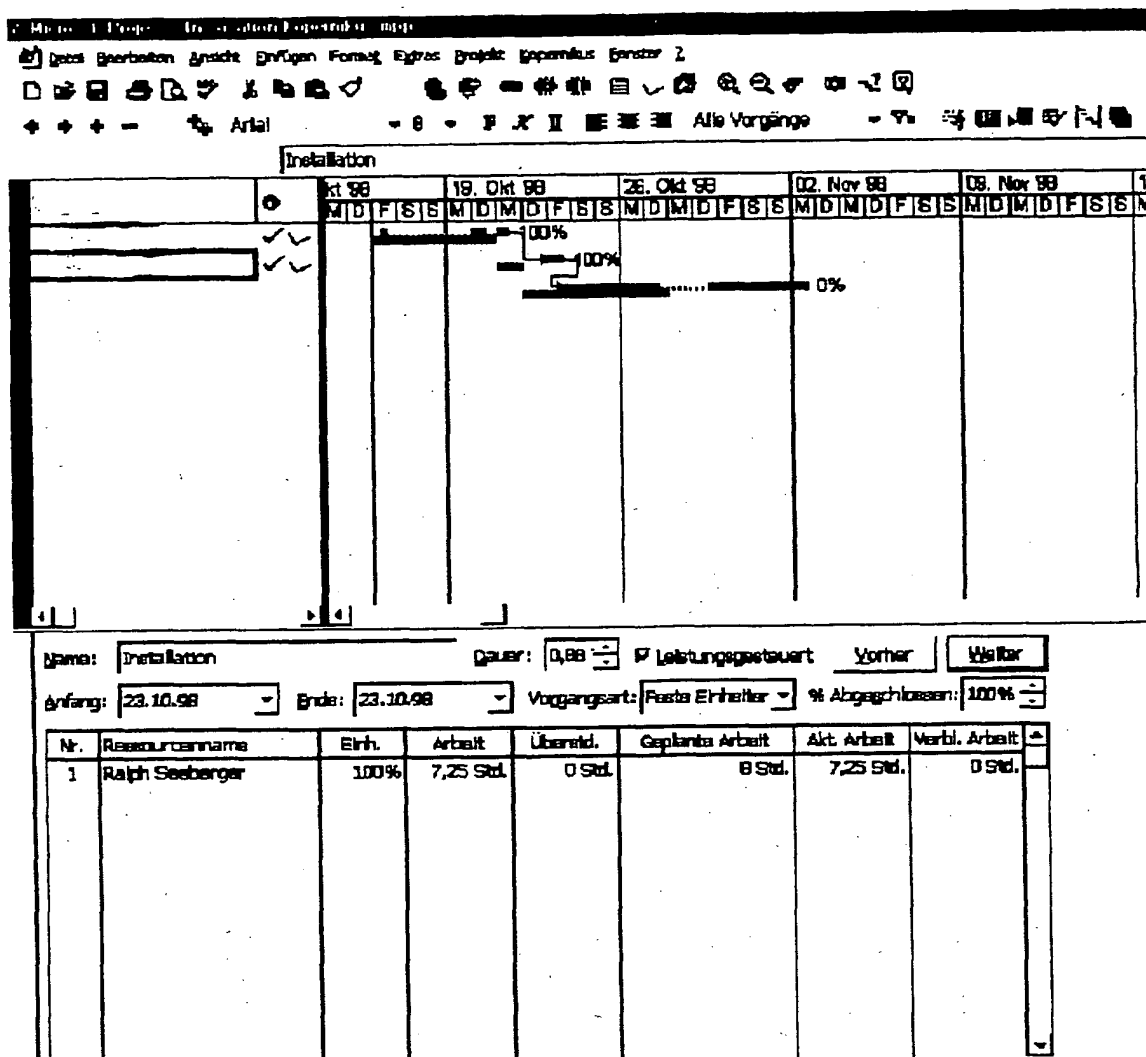 Datei Bearbeiten Ansicht Einfügen Format Extras Projekt Kopernikus Fenster ?
Arial 8 F K U Alle Vorgänge
Installation
kt 98 19. Okt 98 26. Okt 98 02. Nov 98 09. Nov 98 1
M D F S S M D M D F S S M D M D F S S M D M D F S S M D M D F S S M
100%
100%
0%
Name: Installation Dauer: 0,88 Leistungsgesteuert Vorher Weiter
Anfang: 23.10.98 Ende: 23.10.98 Vorgangsart: Feste Einheiten % Abgeschlossen: 100%
Nr. Ressourcenname Einh. Arbeit Überstd. Geplante Arbeit Akt. Arbeit Verbl. Arbeit
1 Ralph Seeberger 100% 7,25 Std. 0 Std. 8 Std. 7,25 Std. 0 Std.